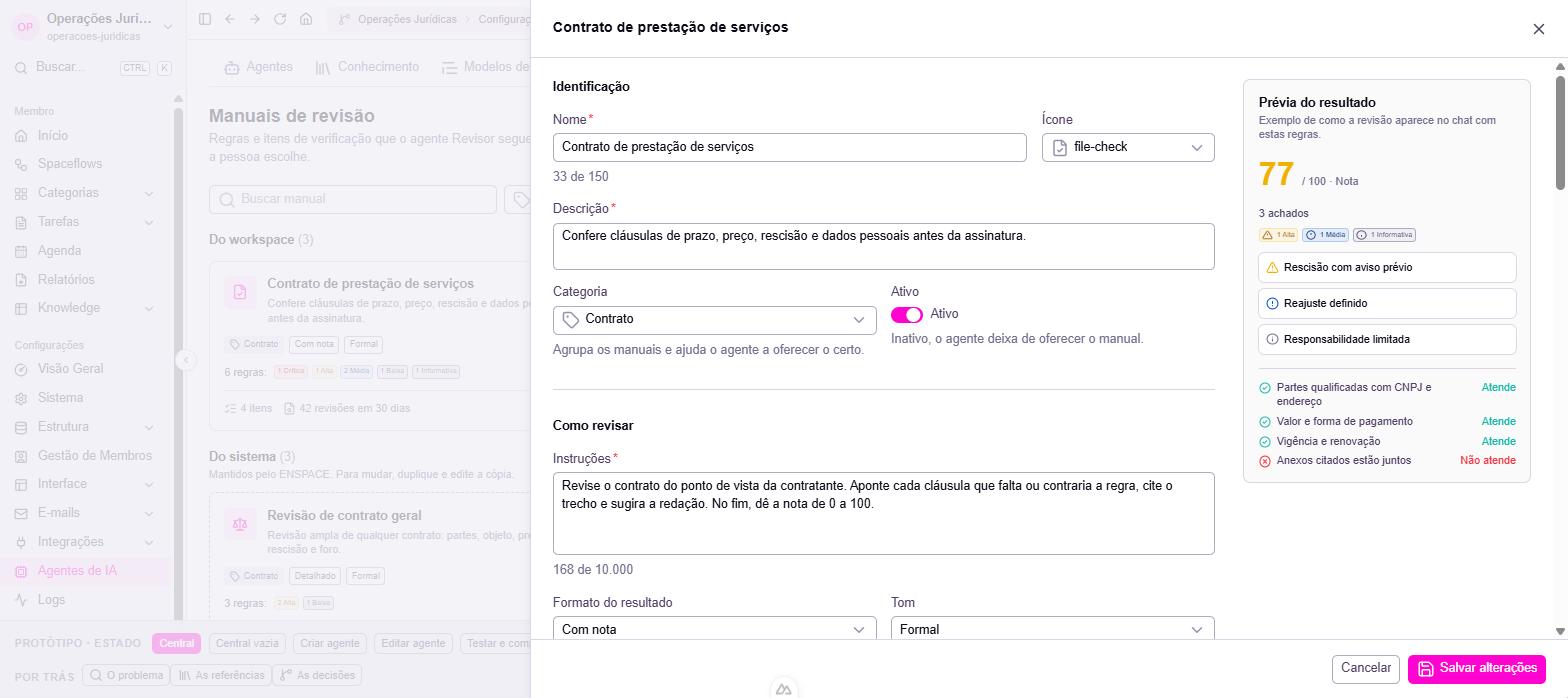 OP
Operações Juri...
operacoes-juridicas
Buscar...
CTRL K
Membro
Início
Spaceflows
Categorias
Tarefas
Agenda
Relatórios
Knowledge
Configurações
Visão Geral
Sistema
Estrutura
Gestão de Membros
Interface
E-mails
Integrações
Agentes de IA
Logs
Operações Jurídicas
Agentes
Conhecimento
Manuais de revisão
Regras e itens de verificação que o agente Revisor segue
a pessoa escolhe.
Buscar manual
Do workspace (3)
Contrato de prestação de serviços
Confere cláusulas de prazo, preço, rescisão e dados
antes da assinatura.
Contrato
Com nota
Formal
6 regras:
1 Crítica
1 Alta
2 Média
1 Baixa
1 Informativa
4 itens
42 revisões em 30 dias
Do sistema (3)
Mantidos pelo ENSPACE. Para mudar, duplique e edite a cópia.
Revisão de contrato geral
Revisão ampla de qualquer contrato: partes, objeto,
rescisão e foro.
Contrato
Detalhado
Formal
3 regras:
2 Alta
1 Baixa
PROTÓTIPO · ESTADO
Central
Central vazia
Criar agente
Editar agente
POR TRÁS
O problema
As referências
As decisões
Contrato de prestação de serviços
Identificação
Nome*
Contrato de prestação de serviços
33 de 150
Ícone
file-check
Descrição*
Confere cláusulas de prazo, preço, rescisão e dados pessoais antes da assinatura.
Categoria
Contrato
Agrupa os manuais e ajuda o agente a oferecer o certo.
Ativo
Ativo
Inativo, o agente deixa de oferecer o manual.
Como revisar
Instruções*
Revise o contrato do ponto de vista da contratante. Aponte cada cláusula que falta ou contraria a regra, cite o
trecho e sugira a redação. No fim, dê a nota de 0 a 100.
168 de 10.000
Formato do resultado
Com nota
Tom
Formal
Prévia do resultado
Exemplo de como a revisão aparece no chat com
estas regras.
77 / 100 · Nota
3 achados
1 Alta
1 Média
1 Informativa
Rescisão com aviso prévio
Reajuste definido
Responsabilidade limitada
Partes qualificadas com CNPJ e
endereço
Atende
Valor e forma de pagamento Atende
Vigência e renovação Atende
Anexos citados estão juntos Não atende
Cancelar
Salvar alterações